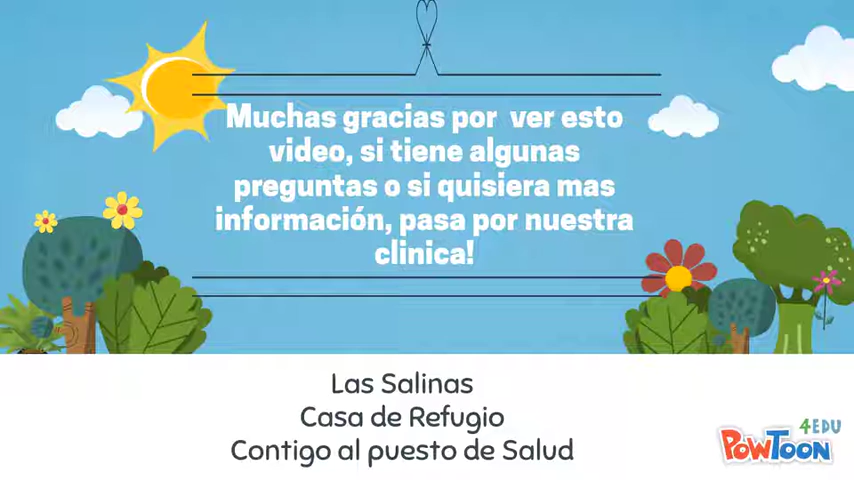 Muchas gracias por ver esto
video, si tiene algunas
preguntas o si quisiera mas
información, pasa por nuestra
clinica!
Las Salinas
Casa de Refugio
Contigo al puesto de Salud
4EDU
PowToon